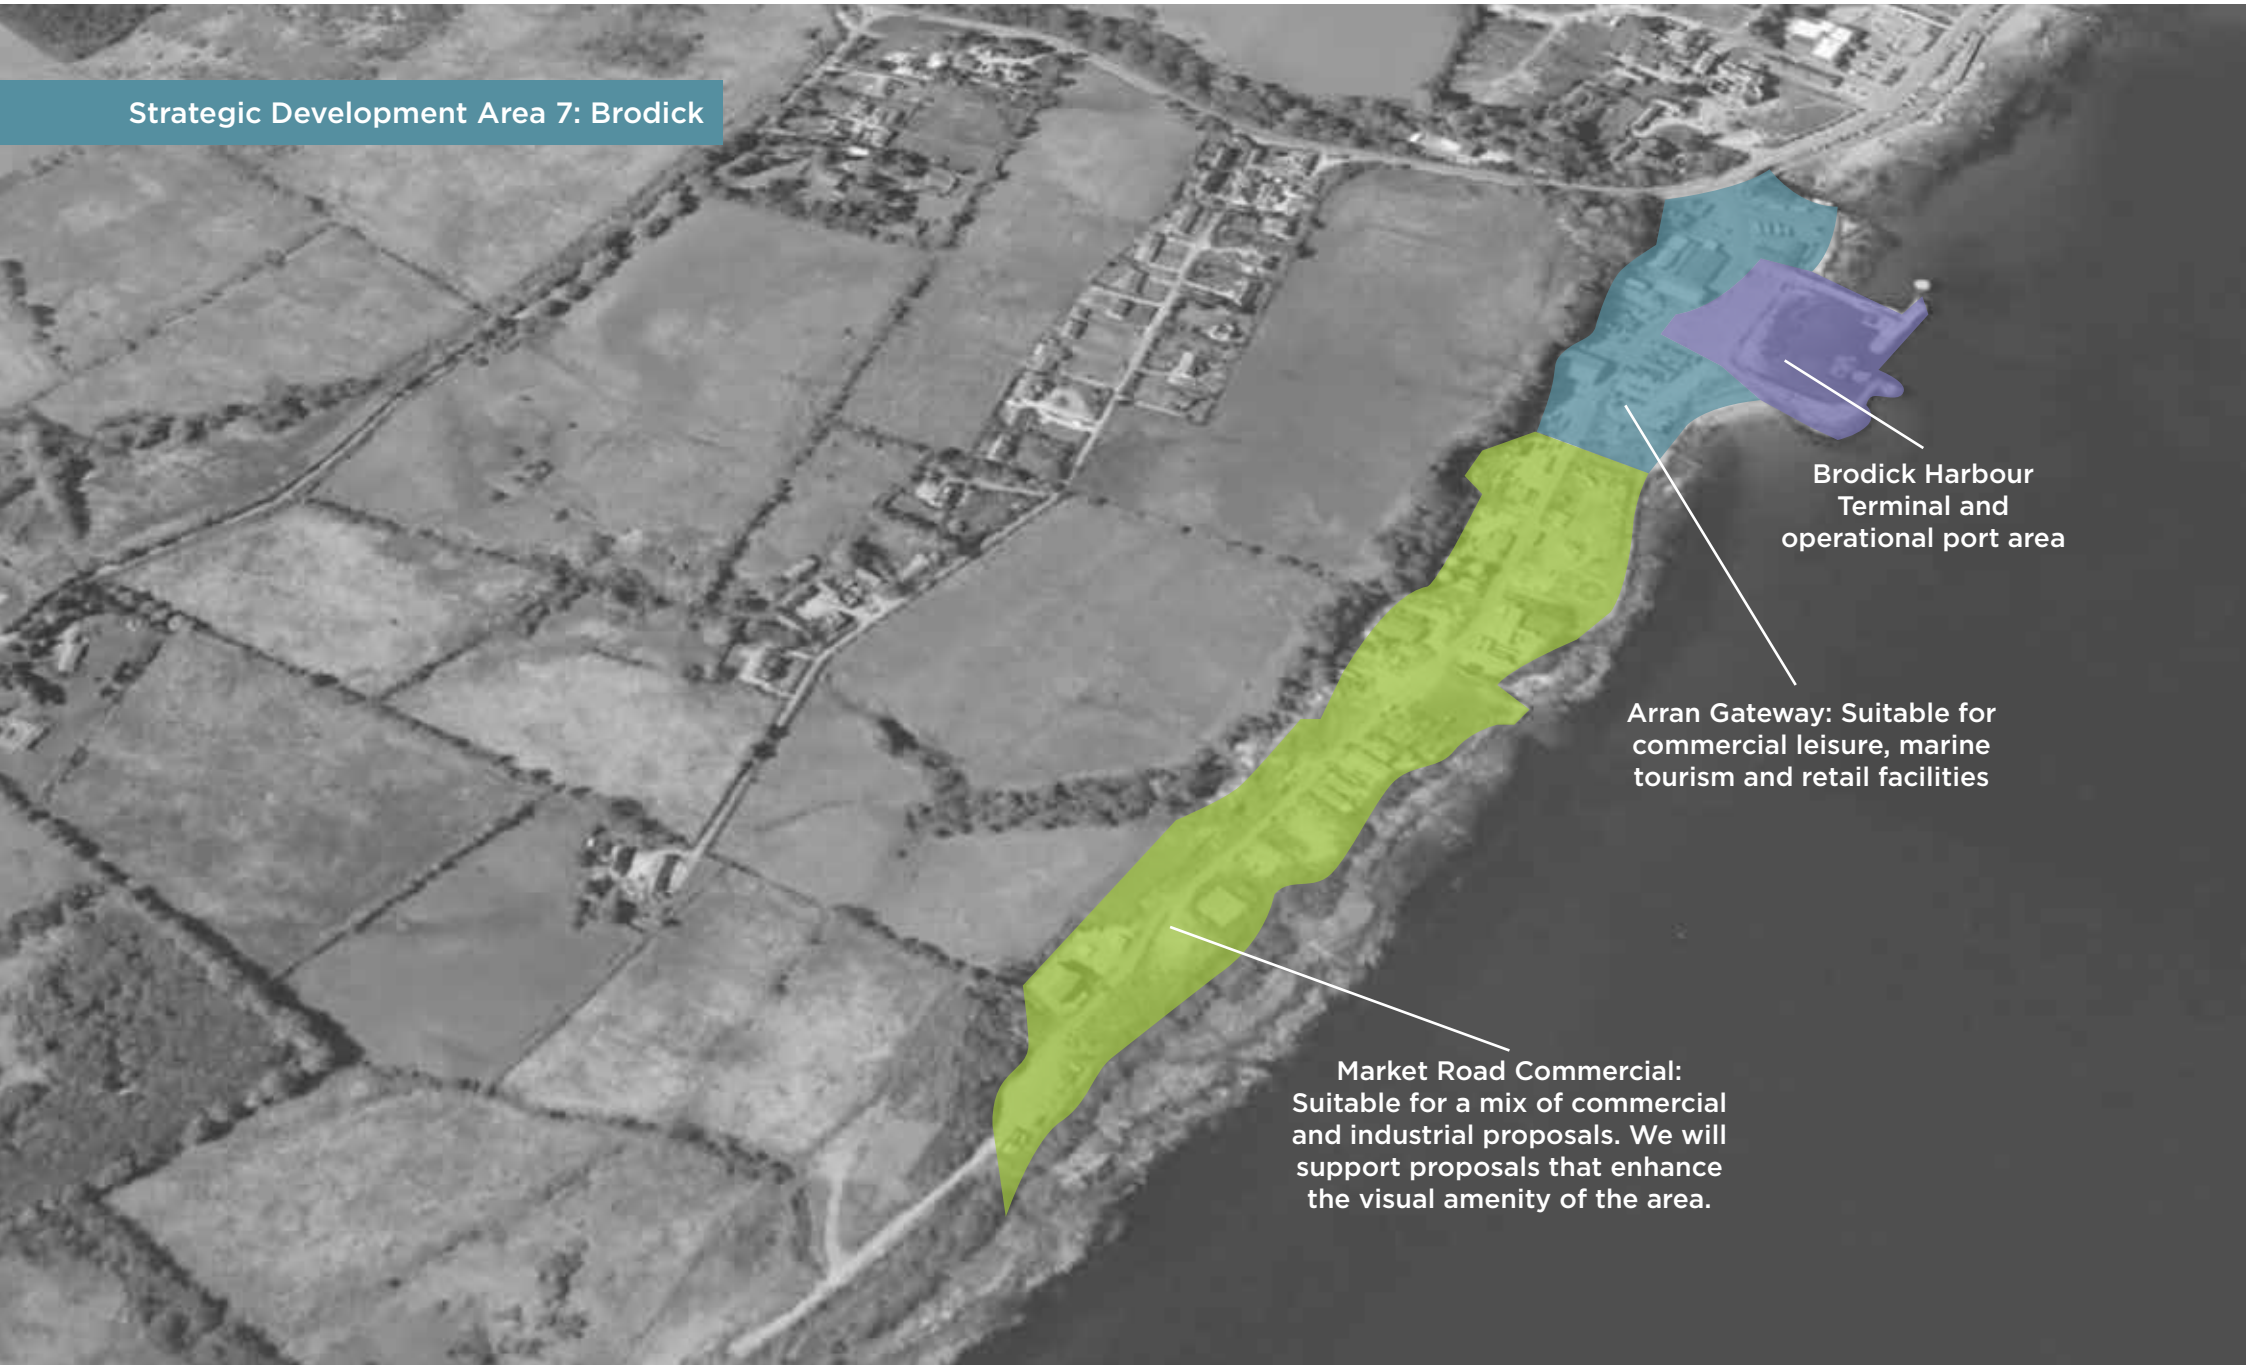 Strategic Development Area 7: Brodick
Brodick Harbour
Terminal and
operational port area
Arran Gateway: Suitable for
commercial leisure, marine
tourism and retail facilities
Market Road Commercial:
Suitable for a mix of commercial
and industrial proposals. We will
support proposals that enhance
the visual amenity of the area.